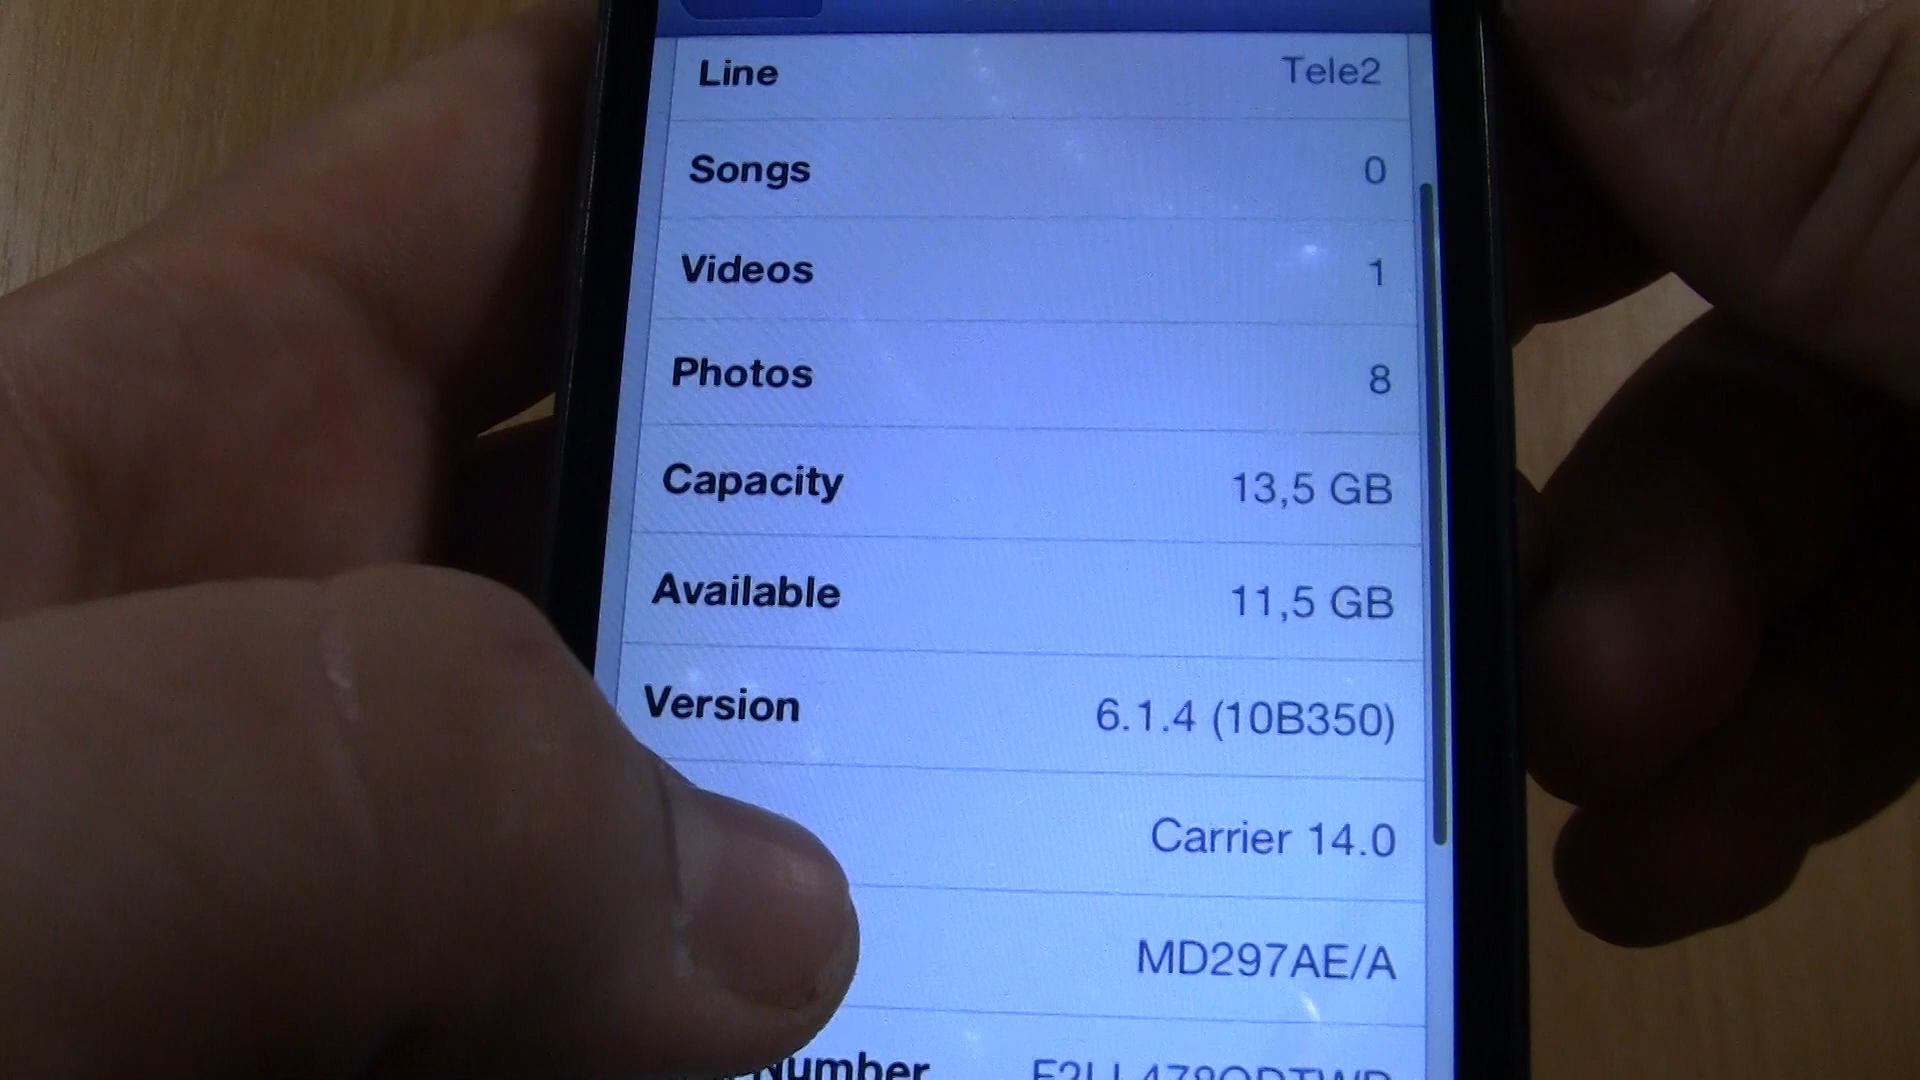 Line Tele2
Songs 0
Videos 1
Photos 8
Capacity 13,5 GB
Available 11,5 GB
Version 6.1.4 (10B350)
Carrier 14.0
MD297AE/A
Number